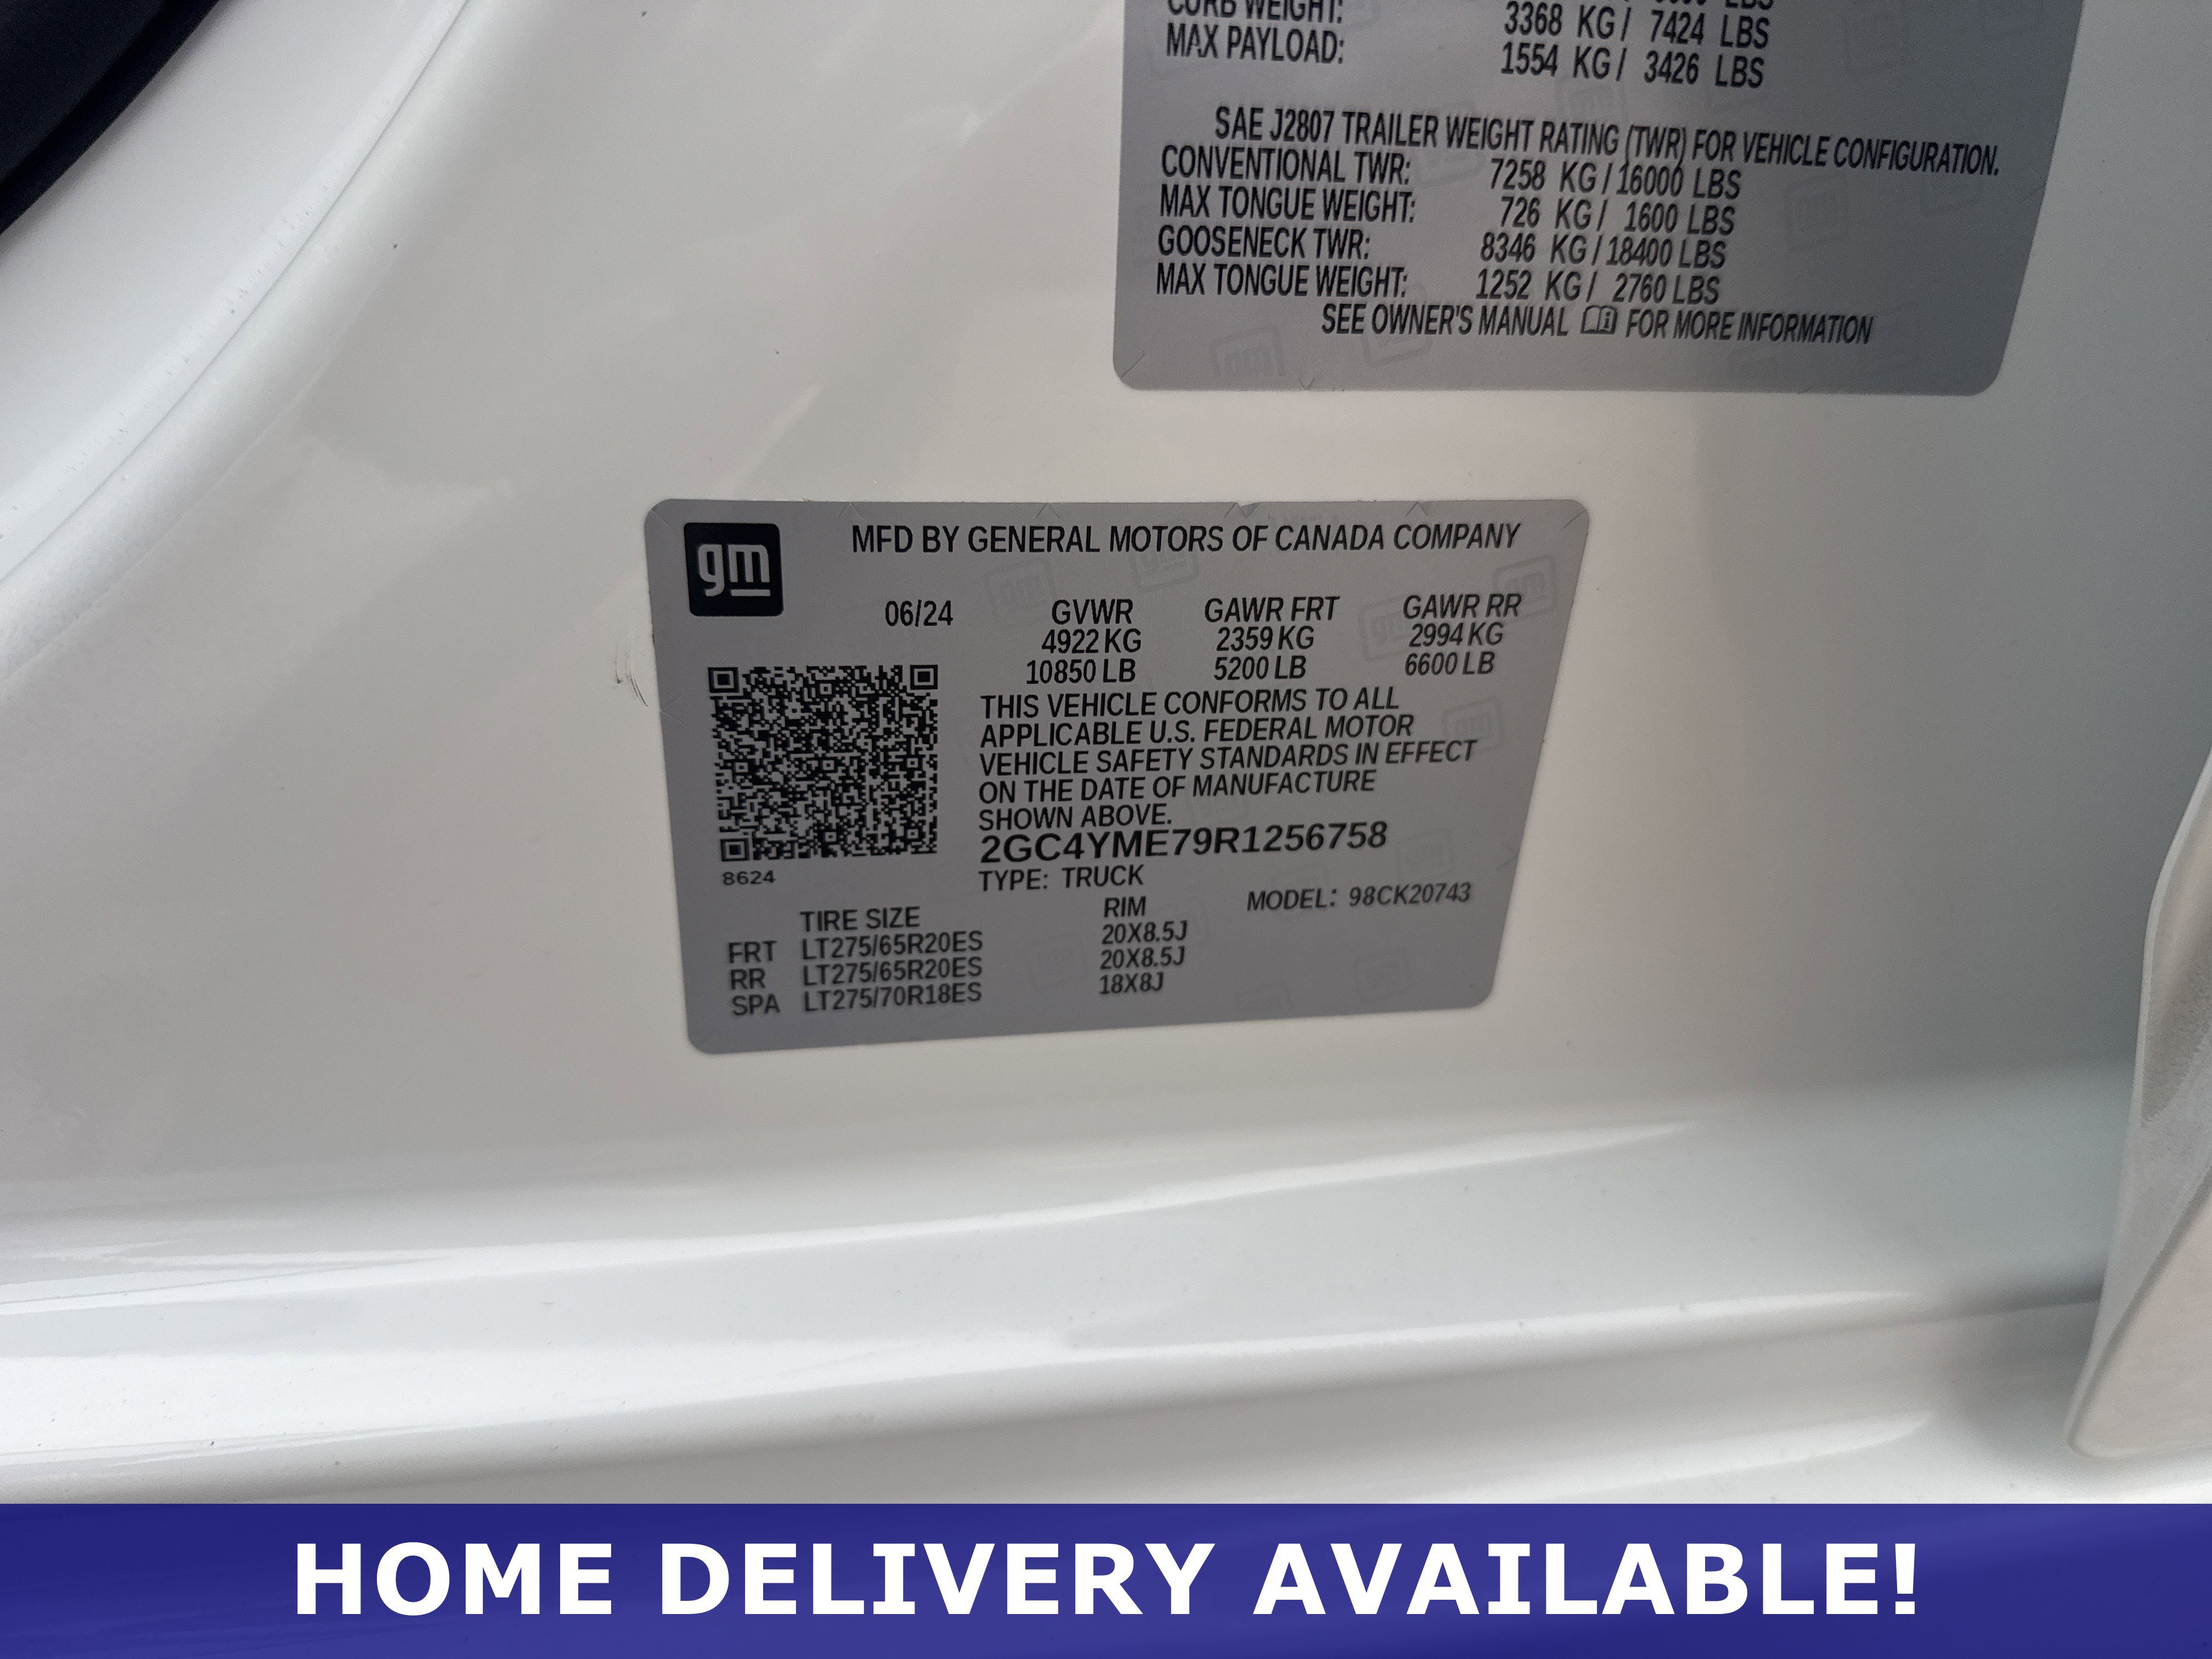 CURB WEIGHT: 3368 KG / 7424 LBS
MAX PAYLOAD: 1554 KG / 3426 LBS
SAE J2807 TRAILER WEIGHT RATING (TWR) FOR VEHICLE CONFIGURATION.
CONVENTIONAL TWR: 7258 KG / 16000 LBS
MAX TONGUE WEIGHT: 726 KG / 1600 LBS
GOOSENECK TWR: 8346 KG / 18400 LBS
MAX TONGUE WEIGHT: 1252 KG / 2760 LBS
SEE OWNER'S MANUAL FOR MORE INFORMATION
gm
MFD BY GENERAL MOTORS OF CANADA COMPANY
06/24 GVWR GAWR FRT GAWR RR
4922 KG 2359 KG 2994 KG
10850 LB 5200 LB 6600 LB
THIS VEHICLE CONFORMS TO ALL
APPLICABLE U.S. FEDERAL MOTOR
VEHICLE SAFETY STANDARDS IN EFFECT
ON THE DATE OF MANUFACTURE
SHOWN ABOVE.
2GC4YME79R1256758
8624
TYPE: TRUCK
MODEL: 98CK20743
TIRE SIZE RIM
FRT LT275/65R20ES 20X8.5J
RR LT275/65R20ES 20X8.5J
SPA LT275/70R18ES 18X8J
HOME DELIVERY AVAILABLE!